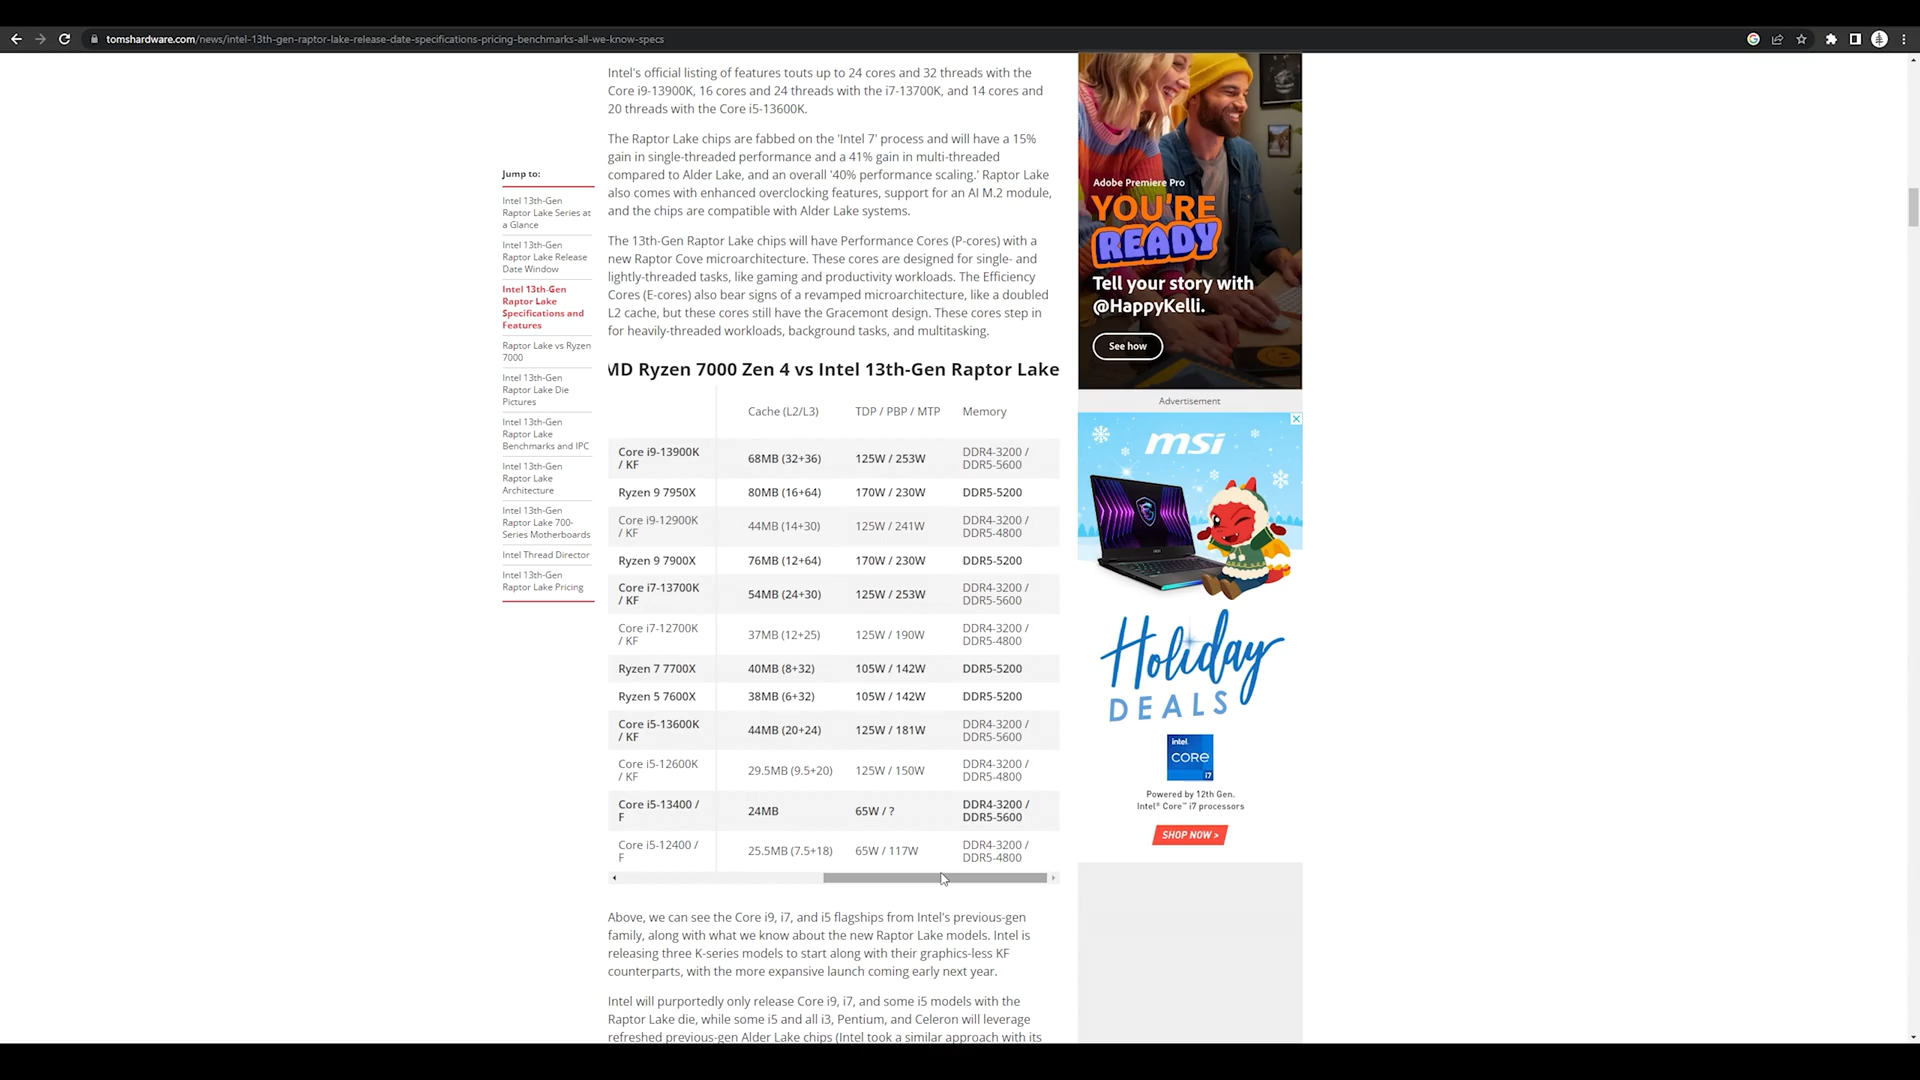 tomshardware.com/news/intel-13th-gen-raptor-lake-release-date-specifications-pricing-benchmarks-all-we-know-specs
Intel's official listing of features touts up to 24 cores and 32 threads with the
Core i9-13900K, 16 cores and 24 threads with the i7-13700K, and 14 cores and
20 threads with the Core i5-13600K.
The Raptor Lake chips are fabbed on the 'Intel 7' process and will have a 15%
gain in single-threaded performance and a 41% gain in multi-threaded
compared to Alder Lake, and an overall '40% performance scaling.' Raptor Lake
also comes with enhanced overclocking features, support for an AI M.2 module,
and the chips are compatible with Alder Lake systems.
The 13th-Gen Raptor Lake chips will have Performance Cores (P-cores) with a
new Raptor Cove microarchitecture. These cores are designed for single- and
lightly-threaded tasks, like gaming and productivity workloads. The Efficiency
Cores (E-cores) also bear signs of a revamped microarchitecture, like a doubled
L2 cache, but these cores still have the Gracemont design. These cores step in
for heavily-threaded workloads, background tasks, and multitasking.
Jump to:
Intel 13th-Gen
Raptor Lake Series at
a Glance
Intel 13th-Gen
Raptor Lake Release
Date Window
Intel 13th-Gen
Raptor Lake
Specifications and
Features
Raptor Lake vs Ryzen
7000
Intel 13th-Gen
Raptor Lake Die
Pictures
Intel 13th-Gen
Raptor Lake
Benchmarks and IPC
Intel 13th-Gen
Raptor Lake
Architecture
Intel 13th-Gen
Raptor Lake 700-
Series Motherboards
Intel Thread Director
Intel 13th-Gen
Raptor Lake Pricing
MD Ryzen 7000 Zen 4 vs Intel 13th-Gen Raptor Lake
Cache (L2/L3) TDP / PBP / MTP Memory
Core i9-13900K / KF 68MB (32+36) 125W / 253W DDR4-3200 / DDR5-5600
Ryzen 9 7950X 80MB (16+64) 170W / 230W DDR5-5200
Core i9-12900K / KF 44MB (14+30) 125W / 241W DDR4-3200 / DDR5-4800
Ryzen 9 7900X 76MB (12+64) 170W / 230W DDR5-5200
Core i7-13700K / KF 54MB (24+30) 125W / 253W DDR4-3200 / DDR5-5600
Core i7-12700K / KF 37MB (12+25) 125W / 190W DDR4-3200 / DDR5-4800
Ryzen 7 7700X 40MB (8+32) 105W / 142W DDR5-5200
Ryzen 5 7600X 38MB (6+32) 105W / 142W DDR5-5200
Core i5-13600K / KF 44MB (20+24) 125W / 181W DDR4-3200 / DDR5-5600
Core i5-12600K / KF 29.5MB (9.5+20) 125W / 150W DDR4-3200 / DDR5-4800
Core i5-13400 / F 24MB 65W / ? DDR4-3200 / DDR5-5600
Core i5-12400 / F 25.5MB (7.5+18) 65W / 117W DDR4-3200 / DDR5-4800
Above, we can see the Core i9, i7, and i5 flagships from Intel's previous-gen
family, along with what we know about the new Raptor Lake models. Intel is
releasing three K-series models to start along with their graphics-less KF
counterparts, with the more expansive launch coming early next year.
Intel will purportedly only release Core i9, i7, and some i5 models with the
Raptor Lake die, while some i5 and all i3, Pentium, and Celeron will leverage
refreshed previous-gen Alder Lake chips (Intel took a similar approach with its
Adobe Premiere Pro
YOU'RE
READY
Tell your story with
@HappyKelli.
See how
Advertisement
msi
Holiday
DEALS
intel
CORE
i7
Powered by 12th Gen.
Intel® Core™ i7 processors
SHOP NOW >